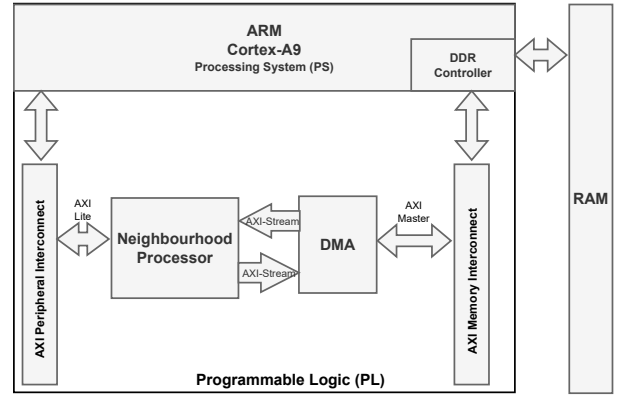 ARM
Cortex-A9
Processing System (PS)
DDR
Controller
RAM
AXI Peripheral Interconnect
AXI
Lite
Neighbourhood
Processor
AXI-Stream
AXI-Stream
DMA
AXI
Master
AXI Memory Interconnect
Programmable Logic (PL)